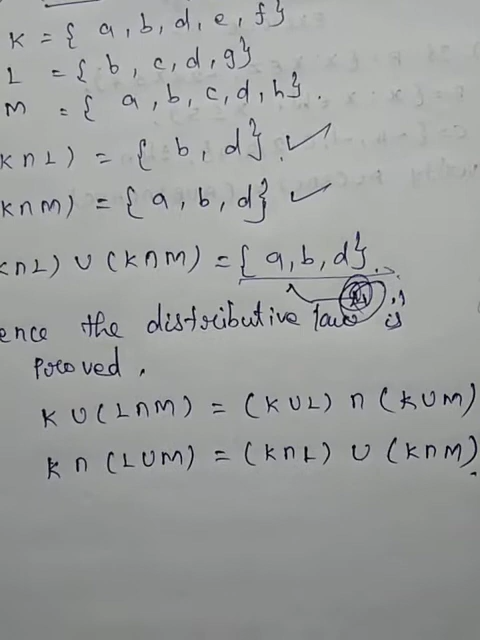 K = { a, b, d, e, f}
L = { b, c, d, g}
M = { a, b, c, d, h}.
K∩L) = { b, d}. ✓
K∩M) = { a, b, d} ✓
K∩L) ∪ (K∩M) = { a, b, d}.
ence the distributive law is
Proved.
K ∪ (L∩M) = (K∪L) ∩ (K∪M)
K ∩ (L∪M) = (K∩L) ∪ (K∩M).